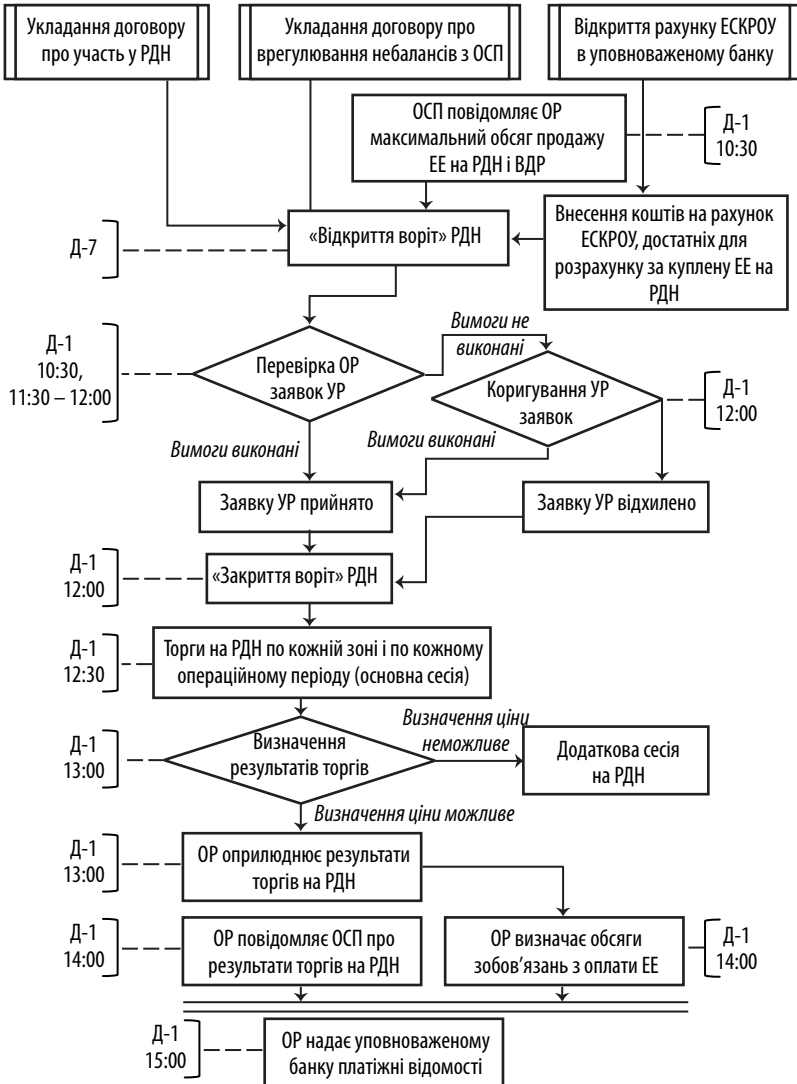 Укладання договору
про участь у РДН
Укладання договору про
врегулювання небалансів з ОСП
Відкриття рахунку ЕСКРОУ
в уповноваженому банку
ОСП повідомляє ОР
максимальний обсяг продажу
ЕЕ на РДН і ВДР
Д-1
10:30
Д-7
«Відкриття воріт» РДН
Внесення коштів на рахунок
ЕСКРОУ, достатніх для
розрахунку за куплену ЕЕ на
РДН
Д-1
10:30,
11:30 – 12:00
Перевірка ОР
заявок УР
Вимоги не
виконані
Коригування УР
заявок
Д-1
12:00
Вимоги виконані
Вимоги виконані
Заявку УР прийнято
Заявку УР відхилено
Д-1
12:00
«Закриття воріт» РДН
Д-1
12:30
Торги на РДН по кожній зоні і по кожному
операційному періоду (основна сесія)
Д-1
13:00
Визначення
результатів торгів
Визначення ціни
неможливе
Додаткова сесія
на РДН
Визначення ціни можливе
Д-1
13:00
ОР оприлюднює результати
торгів на РДН
Д-1
14:00
ОР повідомляє ОСП про
результати торгів на РДН
ОР визначає обсяги
зобов'язань з оплати ЕЕ
Д-1
14:00
Д-1
15:00
ОР надає уповноваженому
банку платіжні відомості